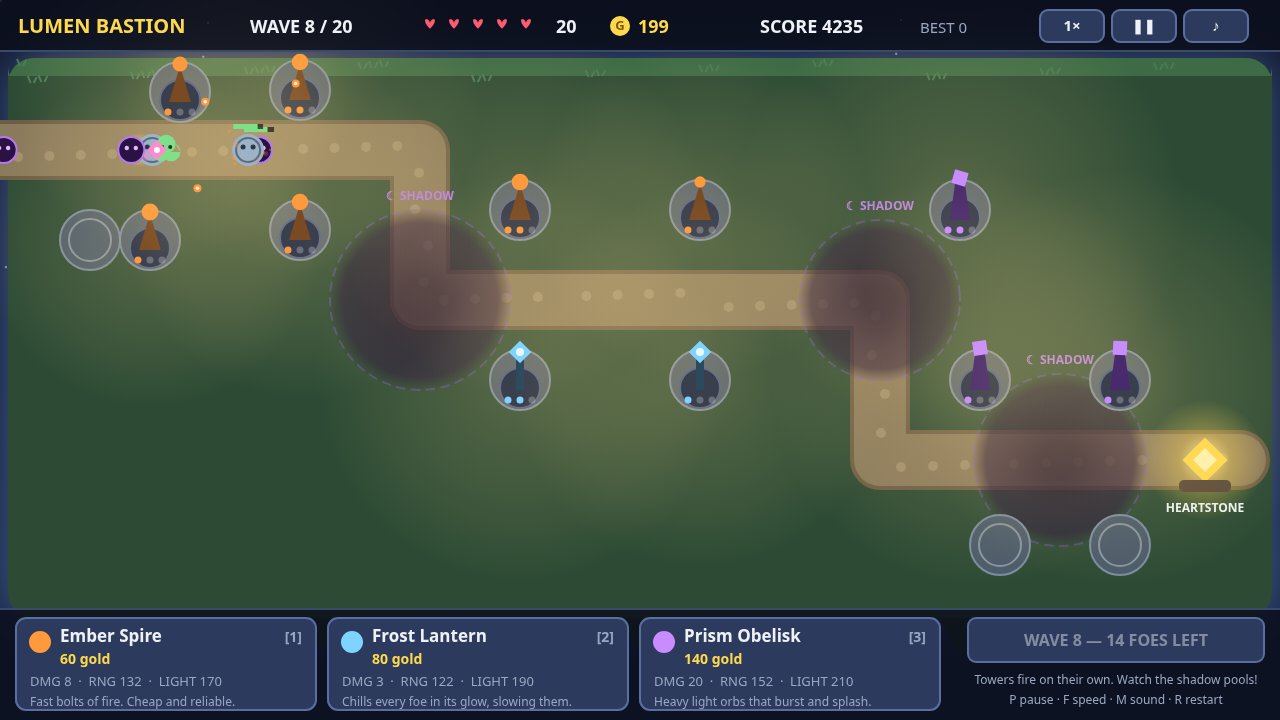 LUMEN BASTION
WAVE 8 / 20
20
G 199
SCORE 4235
BEST 0
1×
❚❚
♪
☾ SHADOW
☾ SHADOW
☾ SHADOW
HEARTSTONE
Ember Spire [1]
60 gold
DMG 8 · RNG 132 · LIGHT 170
Fast bolts of fire. Cheap and reliable.
Frost Lantern [2]
80 gold
DMG 3 · RNG 122 · LIGHT 190
Chills every foe in its glow, slowing them.
Prism Obelisk [3]
140 gold
DMG 20 · RNG 152 · LIGHT 210
Heavy light orbs that burst and splash.
WAVE 8 — 14 FOES LEFT
Towers fire on their own. Watch the shadow pools!
P pause · F speed · M sound · R restart